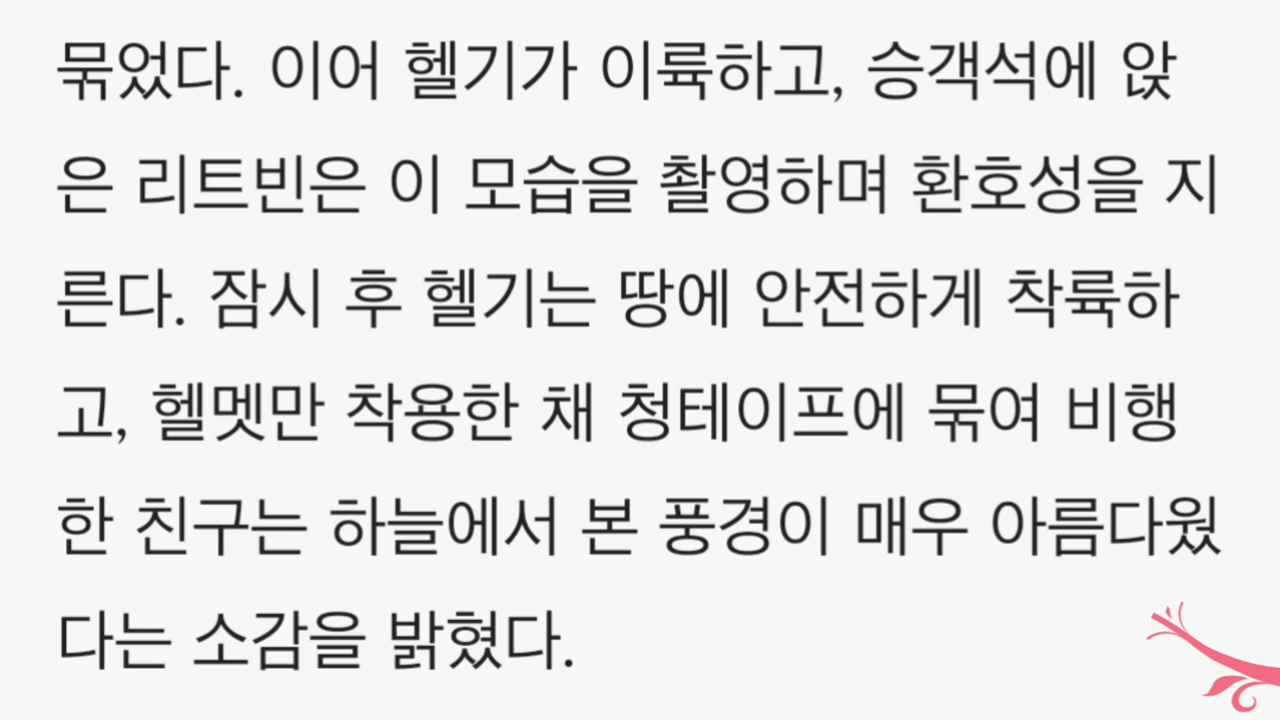 묶었다. 이어 헬기가 이륙하고, 승객석에 앉
은 리트빈은 이 모습을 촬영하며 환호성을 지
른다. 잠시 후 헬기는 땅에 안전하게 착륙하
고, 헬멧만 착용한 채 청테이프에 묶여 비행
한 친구는 하늘에서 본 풍경이 매우 아름다웠
다는 소감을 밝혔다.